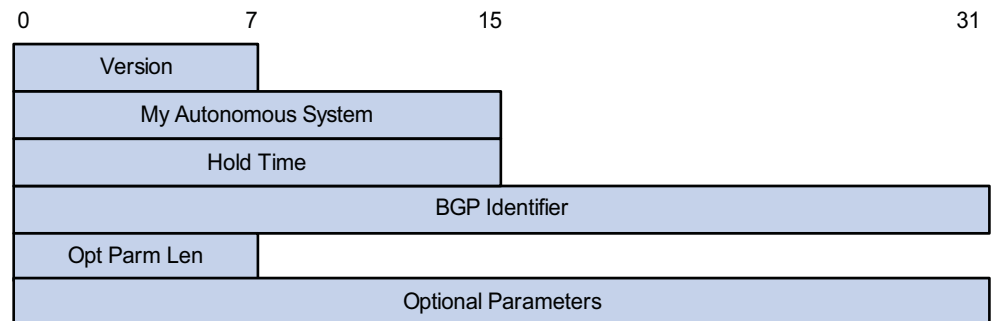 0 7 15 31
Version
My Autonomous System
Hold Time
BGP Identifier
Opt Parm Len
Optional Parameters